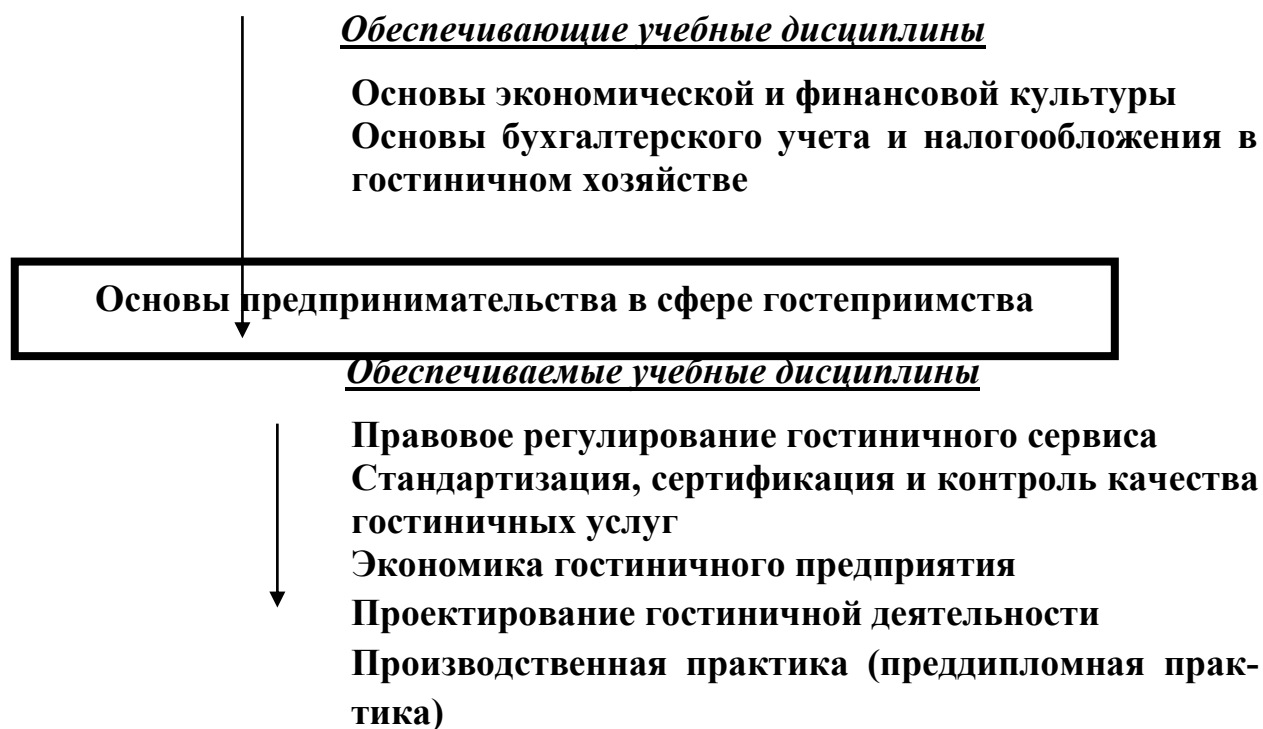 Обеспечивающие учебные дисциплины
Основы экономической и финансовой культуры
Основы бухгалтерского учета и налогообложения в
гостиничном хозяйстве
Основы предпринимательства в сфере гостеприимства
Обеспечиваемые учебные дисциплины
Правовое регулирование гостиничного сервиса
Стандартизация, сертификация и контроль качества
гостиничных услуг
Экономика гостиничного предприятия
Проектирование гостиничной деятельности
Производственная практика (преддипломная прак-
тика)